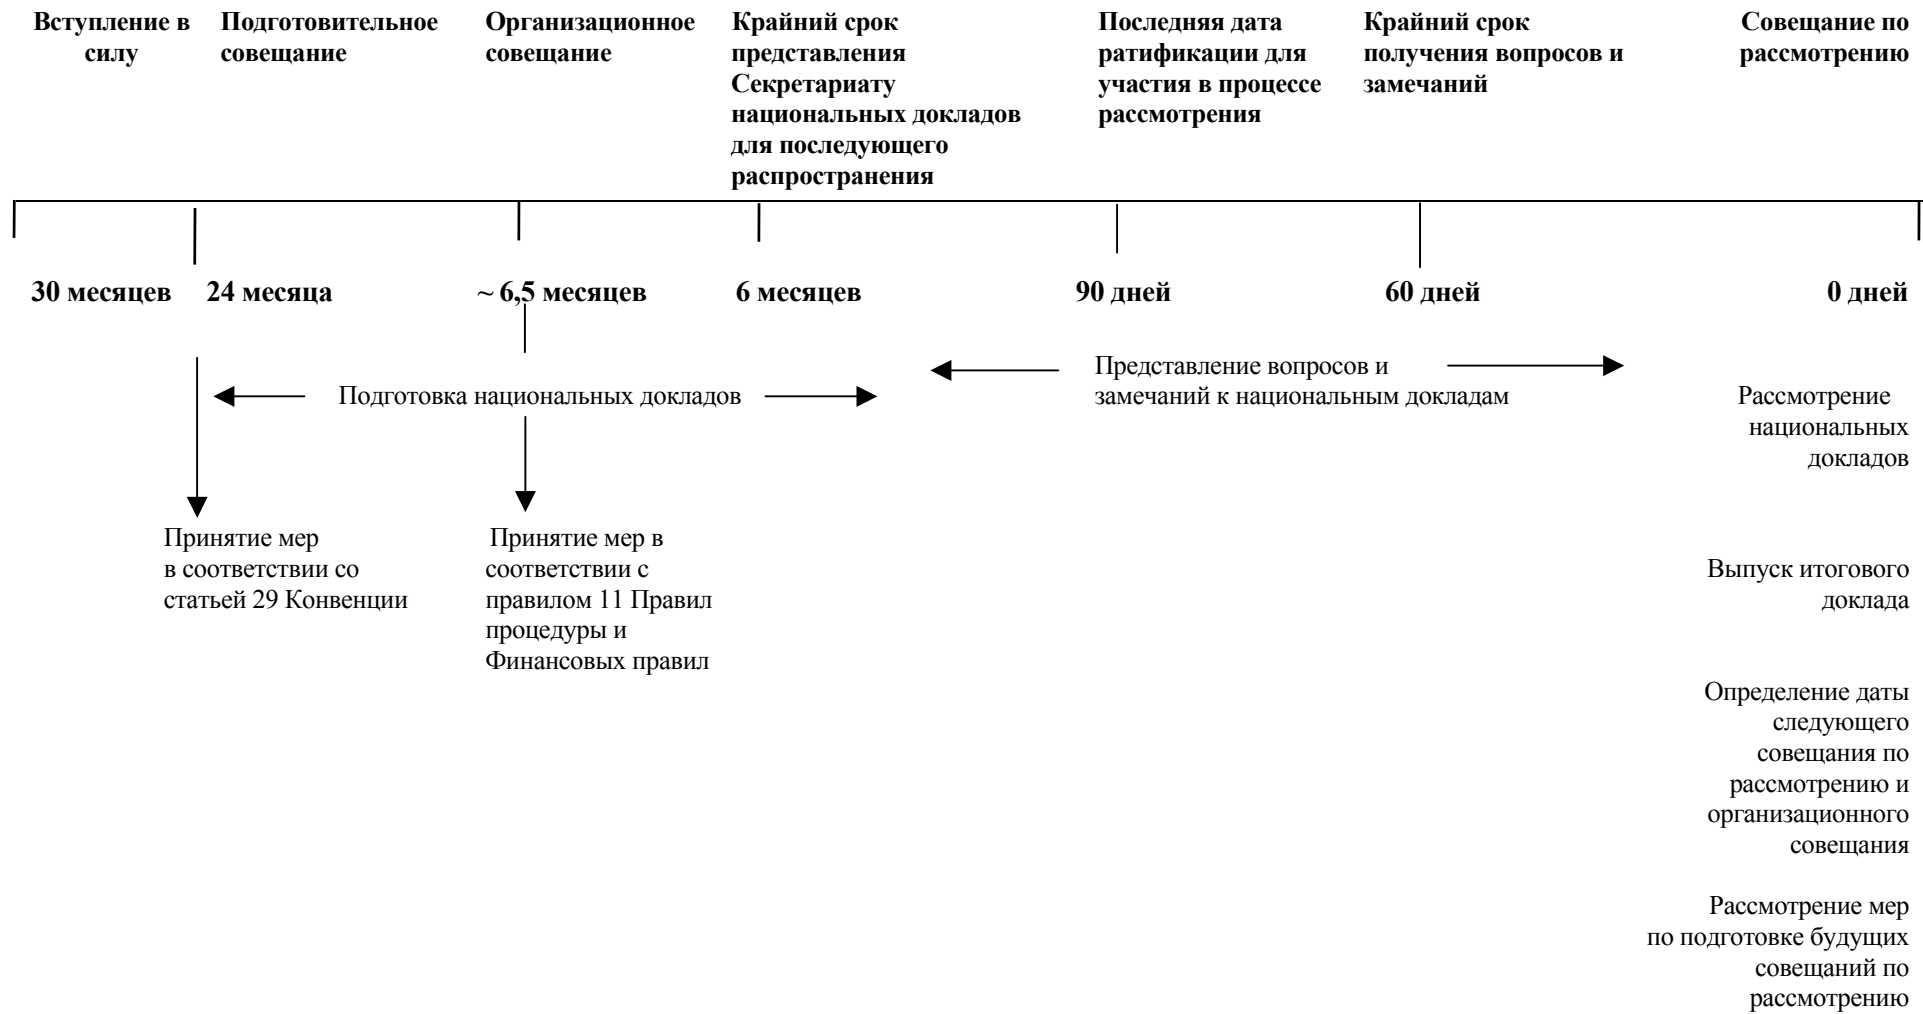 Вступление в
силу
Подготовительное
совещание
Организационное
совещание
Крайний срок
представления
Секретариату
национальных докладов
для последующего
распространения
Последняя дата
ратификации для
участия в процессе
рассмотрения
Крайний срок
получения вопросов и
замечаний
Совещание по
рассмотрению
30 месяцев
24 месяца
~ 6,5 месяцев
6 месяцев
90 дней
60 дней
0 дней
Подготовка национальных докладов
Представление вопросов и
замечаний к национальным докладам
Принятие мер
в соответствии со
статьей 29 Конвенции
Принятие мер в
соответствии с
правилом 11 Правил
процедуры и
Финансовых правил
Рассмотрение
национальных
докладов
Выпуск итогового
доклада
Определение даты
следующего
совещания по
рассмотрению и
организационного
совещания
Рассмотрение мер
по подготовке будущих
совещаний по
рассмотрению